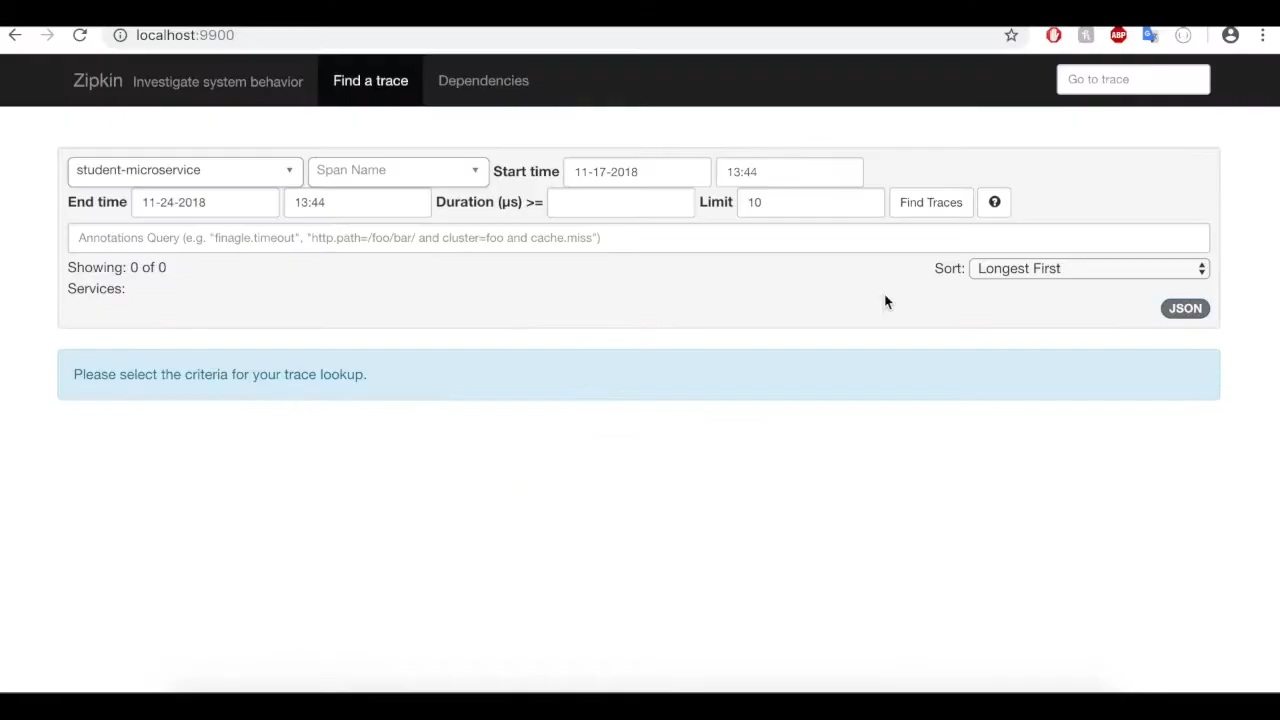 localhost:9900
ABP
Zipkin Investigate system behavior Find a trace Dependencies Go to trace
student-microservice Span Name Start time 11-17-2018 13:44
End time 11-24-2018 13:44 Duration (μs) >= Limit 10 Find Traces ?
Annotations Query (e.g. "finagle.timeout", "http.path=/foo/bar/ and cluster=foo and cache.miss")
Showing: 0 of 0 Sort: Longest First
Services:
JSON
Please select the criteria for your trace lookup.